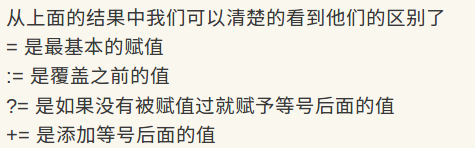 从上面的结果中我们可以清楚的看到他们的区别了
= 是最基本的赋值
:= 是覆盖之前的值
?= 是如果没有被赋值过就赋予等号后面的值
+= 是添加等号后面的值